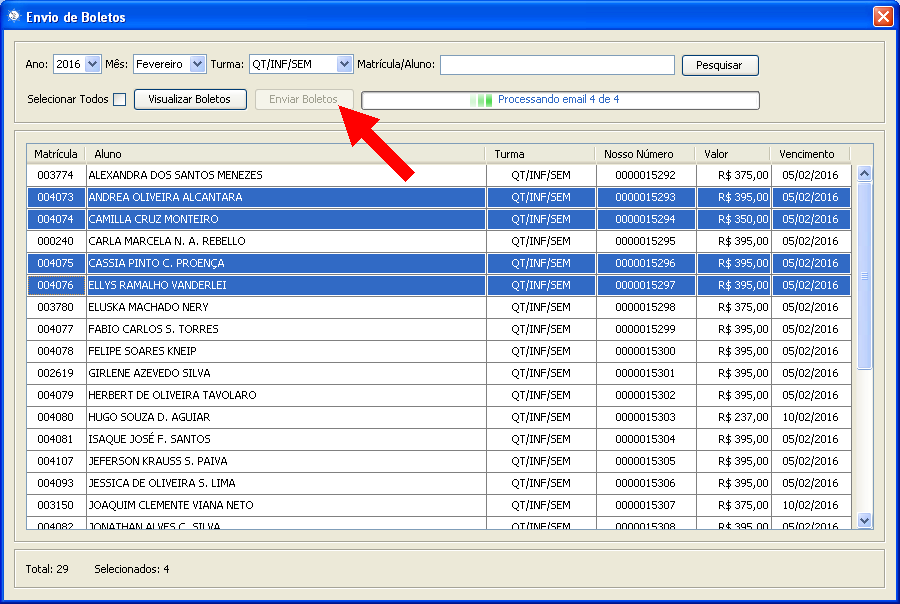 Envio de Boletos
Ano: 2016 Mês: Fevereiro Turma: QT/INF/SEM Matrícula/Aluno: Pesquisar
Selecionar Todos Visualizar Boletos Enviar Boletos Processando email 4 de 4
Matrícula Aluno Turma Nosso Número Valor Vencimento
003774 ALEXANDRA DOS SANTOS MENEZES QT/INF/SEM 0000015292 R$ 375,00 05/02/2016
004073 ANDREA OLIVEIRA ALCANTARA QT/INF/SEM 0000015293 R$ 395,00 05/02/2016
004074 CAMILLA CRUZ MONTEIRO QT/INF/SEM 0000015294 R$ 350,00 05/02/2016
000240 CARLA MARCELA N. A. REBELLO QT/INF/SEM 0000015295 R$ 395,00 05/02/2016
004075 CASSIA PINTO C. PROENÇA QT/INF/SEM 0000015296 R$ 395,00 05/02/2016
004076 ELLYS RAMALHO VANDERLEI QT/INF/SEM 0000015297 R$ 395,00 05/02/2016
003780 ELUSKA MACHADO NERY QT/INF/SEM 0000015298 R$ 375,00 05/02/2016
004077 FABIO CARLOS S. TORRES QT/INF/SEM 0000015299 R$ 395,00 05/02/2016
004078 FELIPE SOARES KNEIP QT/INF/SEM 0000015300 R$ 395,00 05/02/2016
002619 GIRLENE AZEVEDO SILVA QT/INF/SEM 0000015301 R$ 395,00 05/02/2016
004079 HERBERT DE OLIVEIRA TAVOLARO QT/INF/SEM 0000015302 R$ 395,00 05/02/2016
004080 HUGO SOUZA D. AGUIAR QT/INF/SEM 0000015303 R$ 237,00 10/02/2016
004081 ISAQUE JOSÉ F. SANTOS QT/INF/SEM 0000015304 R$ 395,00 05/02/2016
004107 JEFERSON KRAUSS S. PAIVA QT/INF/SEM 0000015305 R$ 395,00 05/02/2016
004093 JESSICA DE OLIVEIRA S. LIMA QT/INF/SEM 0000015306 R$ 395,00 05/02/2016
003150 JOAQUIM CLEMENTE VIANA NETO QT/INF/SEM 0000015307 R$ 375,00 10/02/2016
004082 JONATHAN ALVES C. SILVA QT/INF/SEM 0000015308 R$ 395,00 05/02/2016
Total: 29 Selecionados: 4